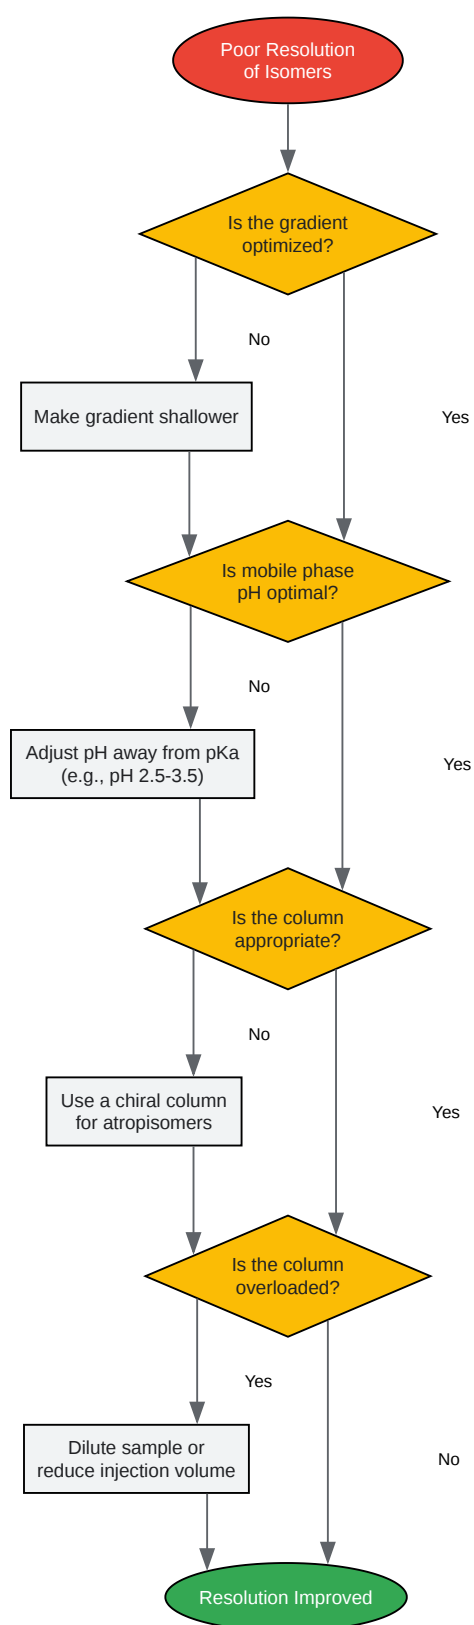 Poor Resolution
of Isomers
Is the gradient
optimized?
No
Yes
Make gradient shallower
Is mobile phase
pH optimal?
No
Yes
Adjust pH away from pKa
(e.g., pH 2.5-3.5)
Is the column
appropriate?
No
Yes
Use a chiral column
for atropisomers
Is the column
overloaded?
Yes
No
Dilute sample or
reduce injection volume
Resolution Improved